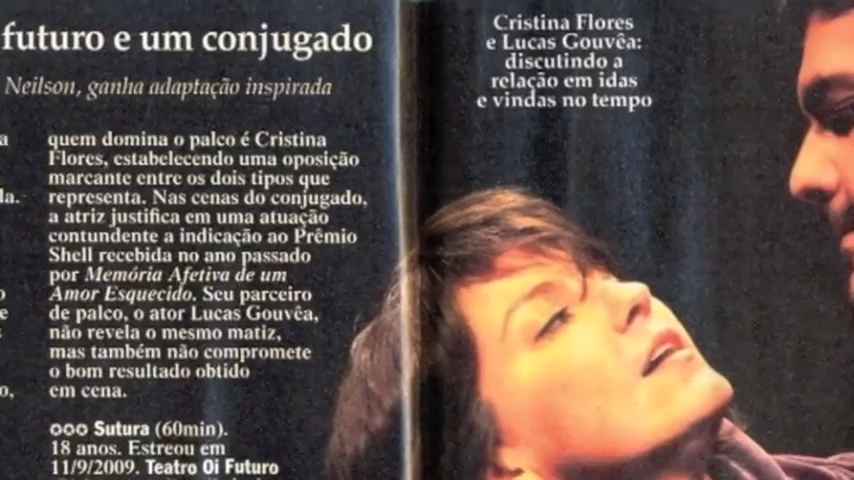 futuro e um conjugado
Neilson, ganha adaptação inspirada
quem domina o palco é Cristina
Flores, estabelecendo uma oposição
marcante entre os dois tipos que
representa. Nas cenas do conjugado,
a atriz justifica em uma atuação
contundente a indicação ao Prêmio
Shell recebida no ano passado
por Memória Afetiva de um
Amor Esquecido. Seu parceiro
de palco, o ator Lucas Gouvêa,
não revela o mesmo matiz,
mas também não compromete
o bom resultado obtido
em cena.
Sutura (60min).
18 anos. Estreou em
11/9/2009. Teatro Oi Futuro
Cristina Flores
e Lucas Gouvêa:
discutindo a
relação em idas
e vindas no tempo